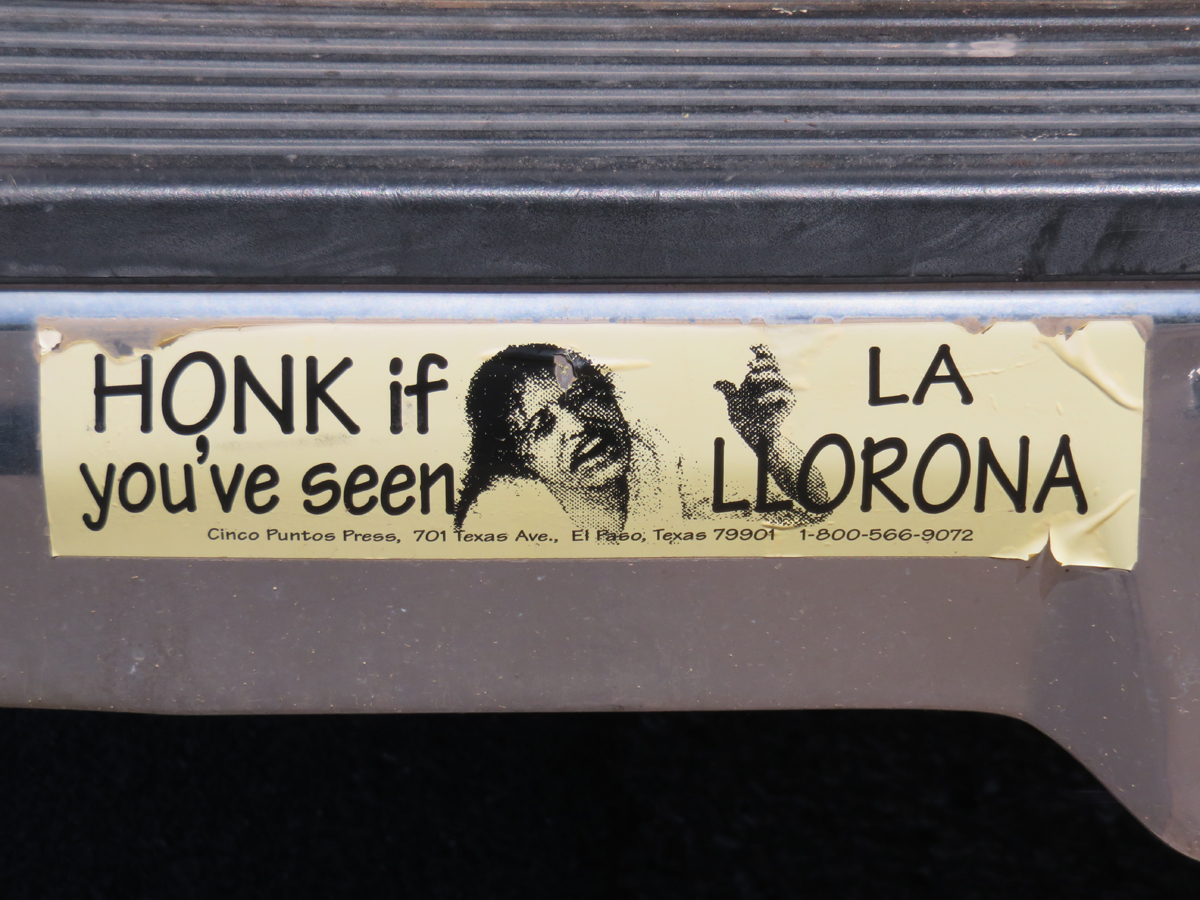 HONK if
you've seen
LA
LLORONA
Cinco Puntos Press, 701 Texas Ave., El Paso, Texas 79901 1-800-566-9072